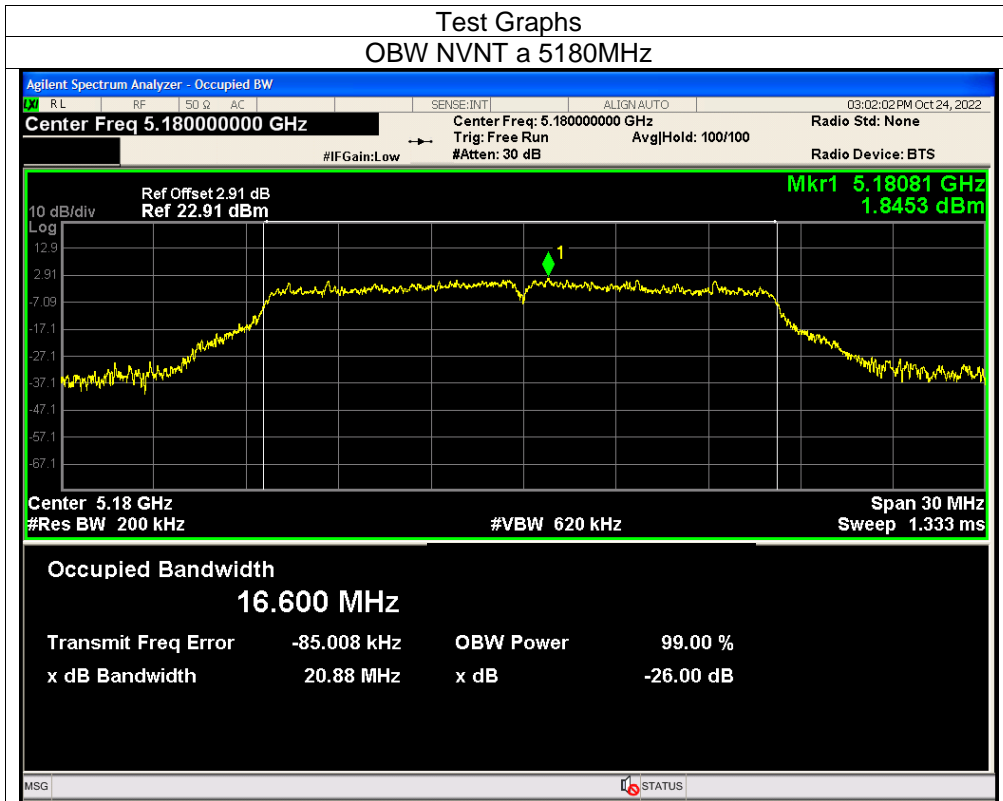 Test Graphs
OBW NVNT a 5180MHz
Agilent Spectrum Analyzer - Occupied BW
LXI RL RF 50 Ω AC SENSE:INT ALIGN AUTO 03:02:02 PM Oct 24, 2022
Center Freq 5.180000000 GHz Center Freq: 5.180000000 GHz Radio Std: None
Trig: Free Run Avg|Hold: 100/100
#IFGain:Low #Atten: 30 dB Radio Device: BTS
Ref Offset 2.91 dB Mkr1 5.18081 GHz
10 dB/div Ref 22.91 dBm 1.8453 dBm
Log
12.9
1
2.91
-7.09
-17.1
-27.1
-37.1
-47.1
-57.1
-67.1
Center 5.18 GHz Span 30 MHz
#Res BW 200 kHz #VBW 620 kHz Sweep 1.333 ms
Occupied Bandwidth
16.600 MHz
Transmit Freq Error -85.008 kHz OBW Power 99.00 %
x dB Bandwidth 20.88 MHz x dB -26.00 dB
MSG STATUS